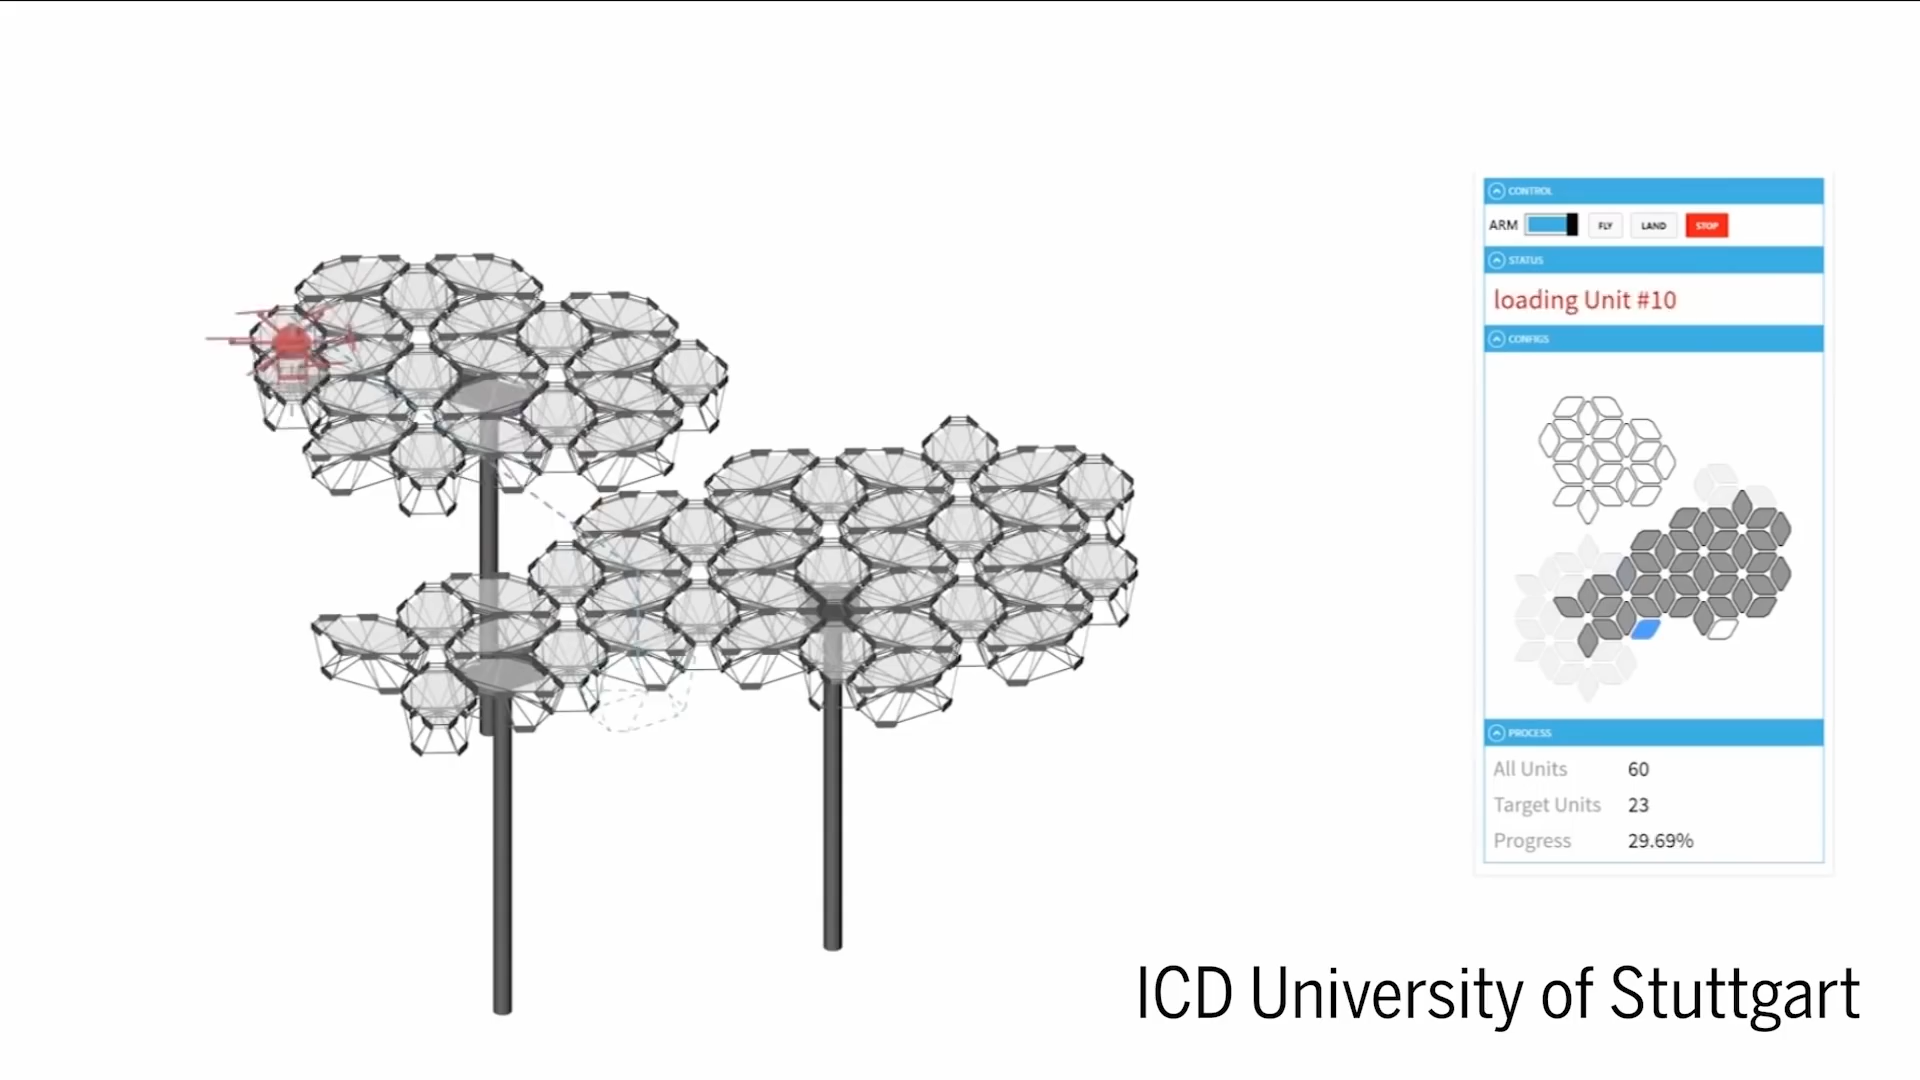 CONTROL
ARM FLY LAND STOP
STATUS
loading Unit #10
CONFIGS
PROCESS
All Units 60
Target Units 23
Progress 29.69%
ICD University of Stuttgart